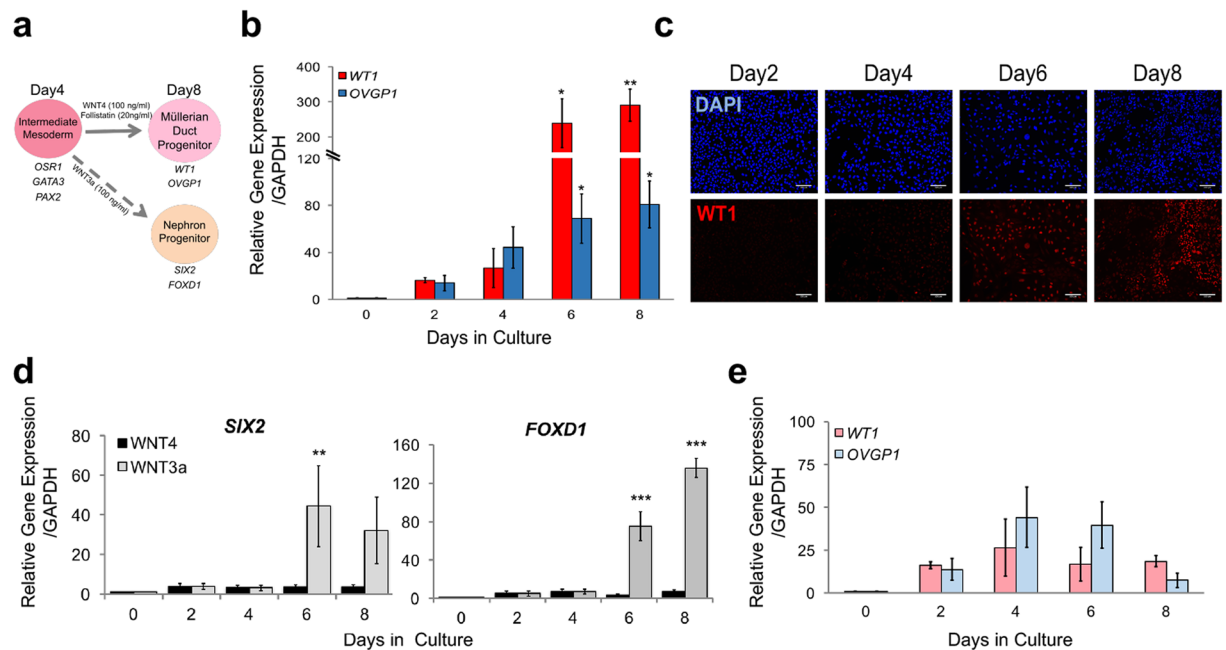 a
Day4
Day8
WNT4 (100 ng/ml)
Follistatin (20ng/ml)
Intermediate
Mesoderm
Müllerian
Duct
Progenitor
OSR1
GATA3
PAX2
WNT3a (100 ng/ml)
WT1
OVGP1
Nephron
Progenitor
SIX2
FOXD1
b
Relative Gene Expression
/GAPDH
400
300
200
120
80
40
0
WT1
OVGP1
*
*
**
*
0 2 4 6 8
Days in Culture
c
Day2 Day4 Day6 Day8
DAPI
WT1
d
Relative Gene Expression
/GAPDH
SIX2
80
60
40
20
0
WNT4
WNT3a
**
0 2 4 6 8
FOXD1
160
120
80
40
0
***
***
0 2 4 6 8
Days in Culture
e
Relative Gene Expression
/GAPDH
100
75
50
25
0
WT1
OVGP1
0 2 4 6 8
Days in Culture